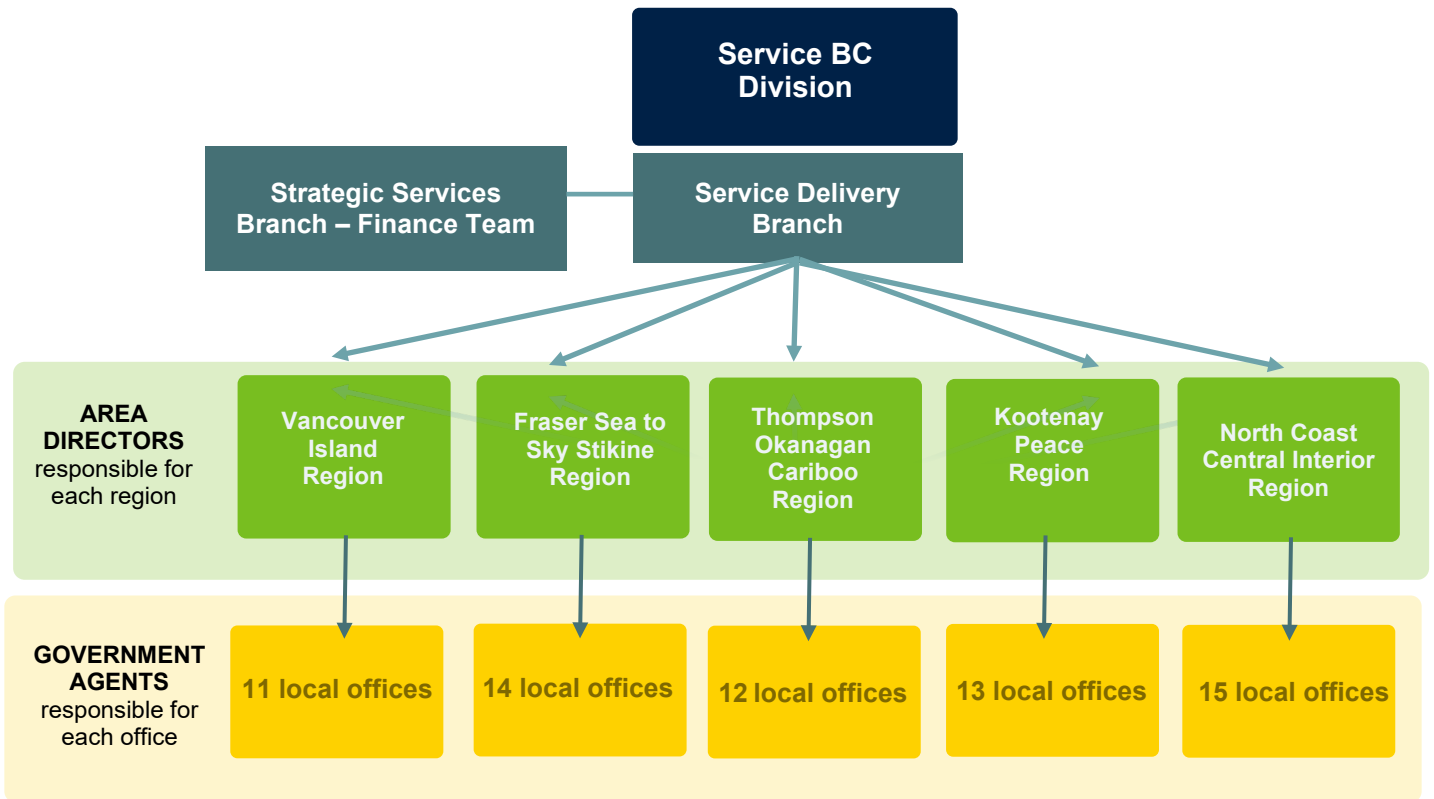 Service BC
Division
Strategic Services
Branch – Finance Team
Service Delivery
Branch
AREA
DIRECTORS
responsible for
each region
Vancouver
Island
Region
Fraser Sea to
Sky Stikine
Region
Thompson
Okanagan
Cariboo
Region
Kootenay
Peace
Region
North Coast
Central Interior
Region
GOVERNMENT
AGENTS
responsible for
each office
11 local offices
14 local offices
12 local offices
13 local offices
15 local offices